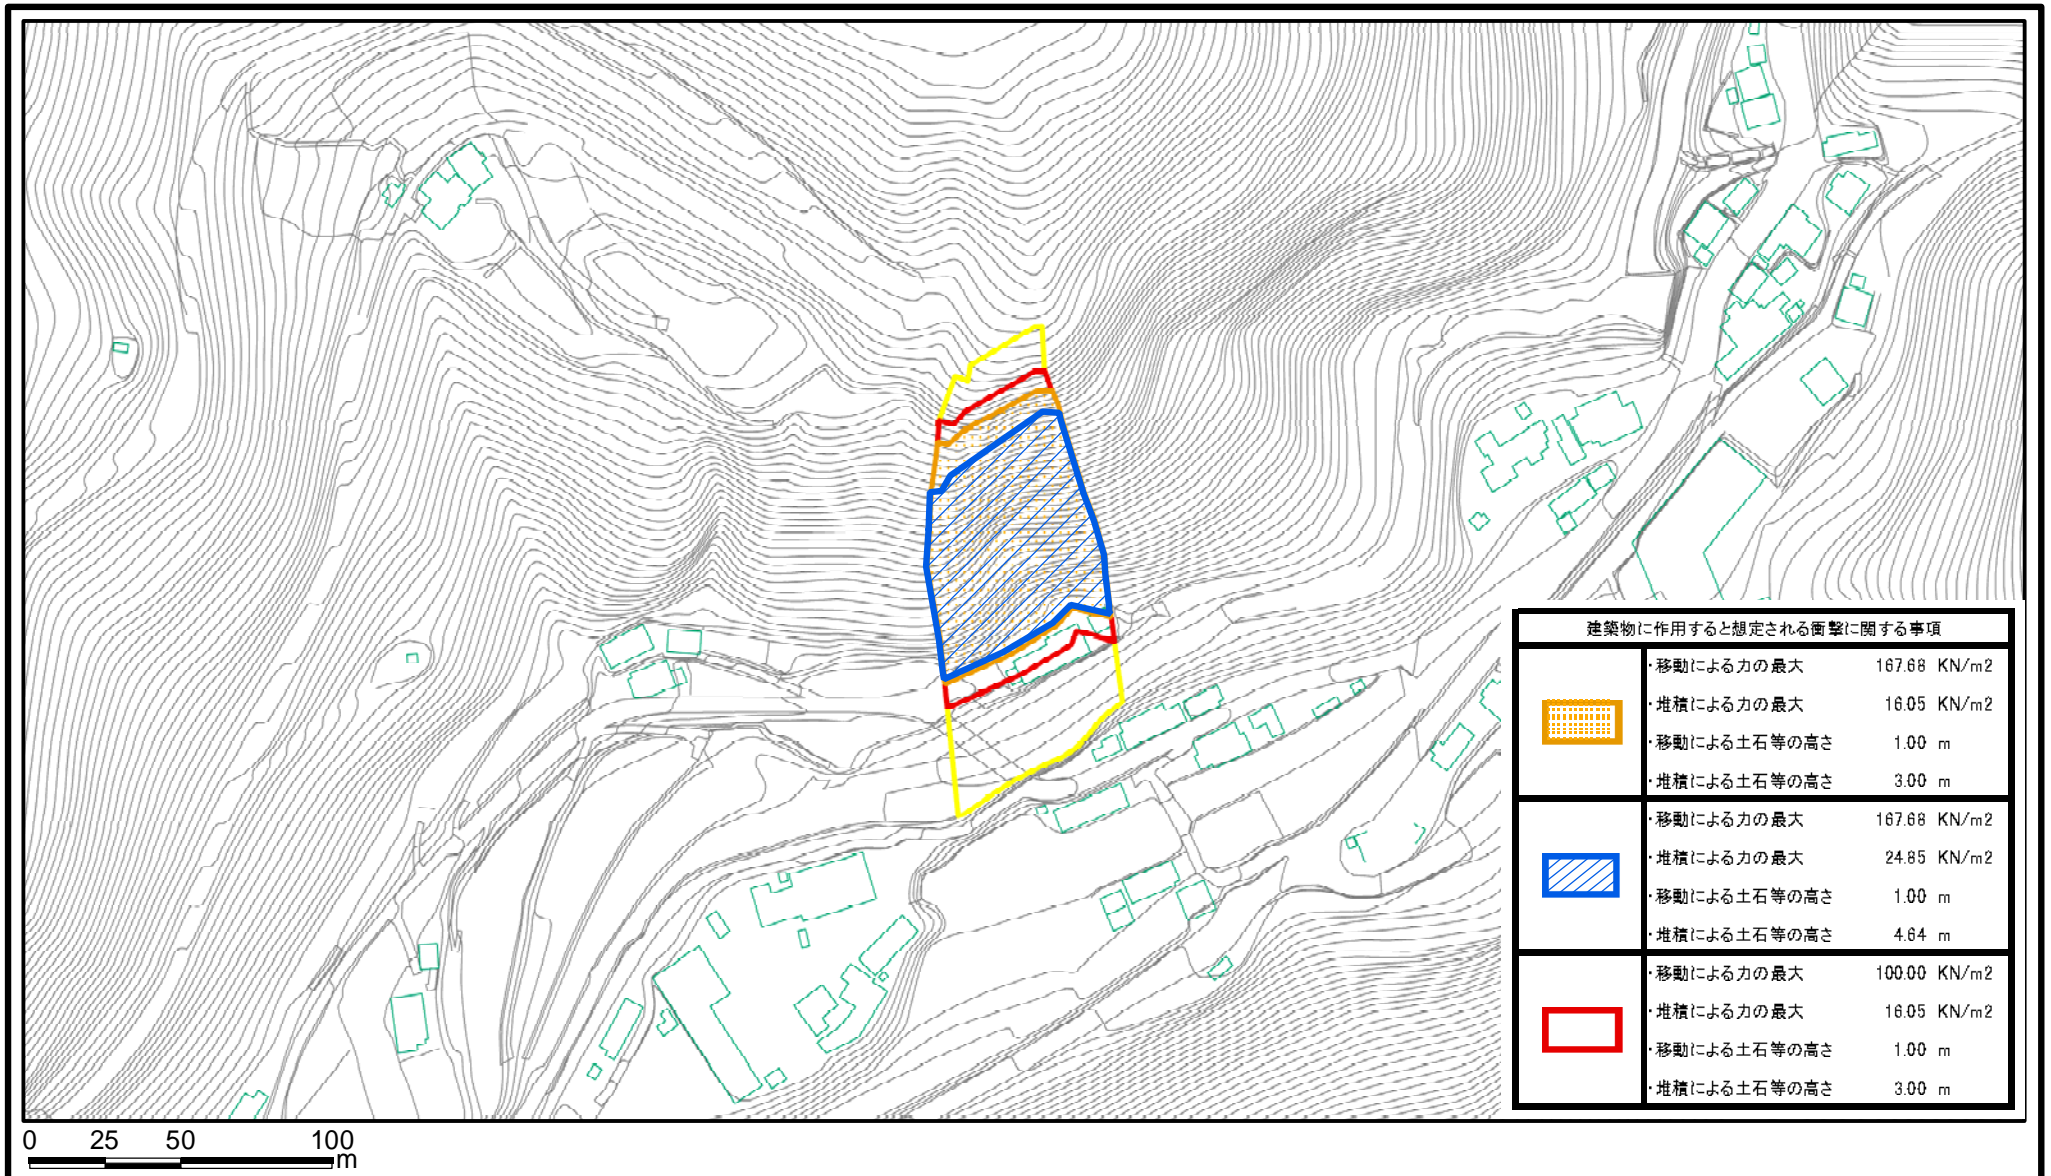 建築物に作用すると想定される衝撃に関する事項
・移動による力の最大 167.68 KN/m2
・堆積による力の最大 16.05 KN/m2
・移動による土石等の高さ 1.00 m
・堆積による土石等の高さ 3.00 m
・移動による力の最大 167.68 KN/m2
・堆積による力の最大 24.85 KN/m2
・移動による土石等の高さ 1.00 m
・堆積による土石等の高さ 4.64 m
・移動による力の最大 100.00 KN/m2
・堆積による力の最大 16.05 KN/m2
・移動による土石等の高さ 1.00 m
・堆積による土石等の高さ 3.00 m
0 25 50 100
m